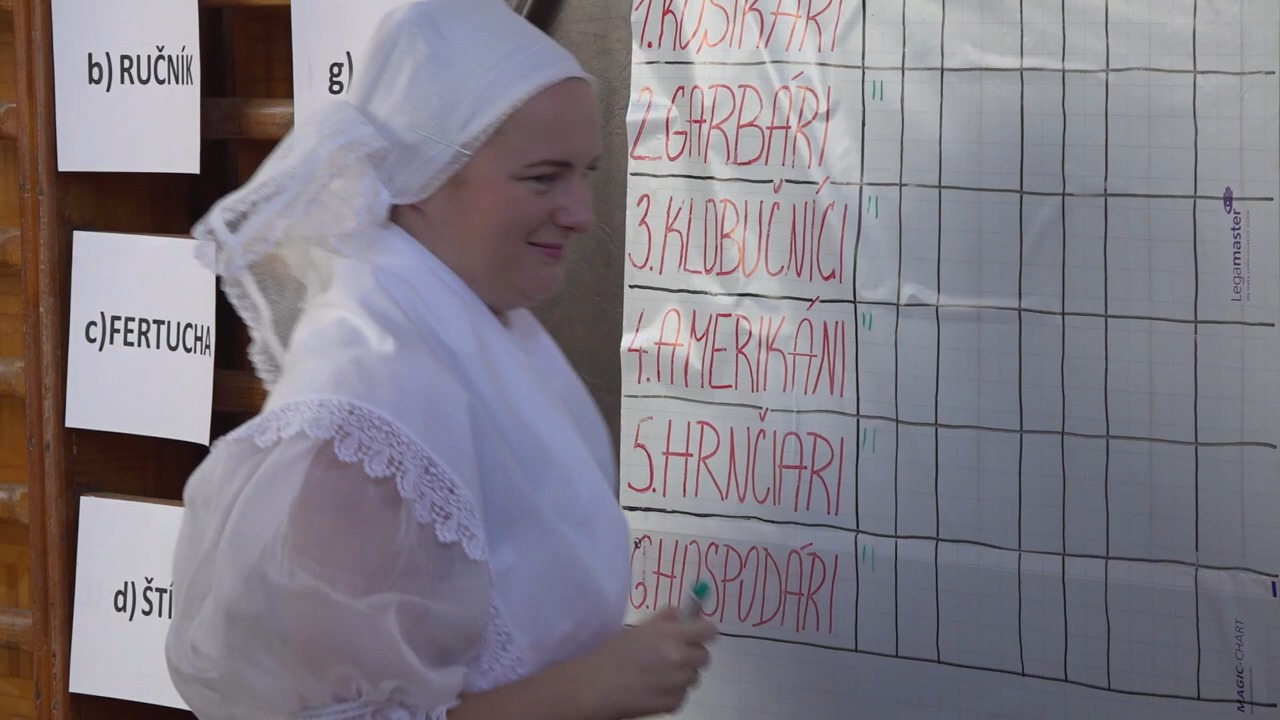 b) RUČNÍK
g)
c)FERTUCHA
d) ŠTÍ
1.KOŠIKÁRI
2.GARBÁRI
3.KLOBUČNÍCI
4.AMERIKÁNI
5.HRNČIARI
6.HOSPODÁRI
Legamaster
MAGIC-CHART